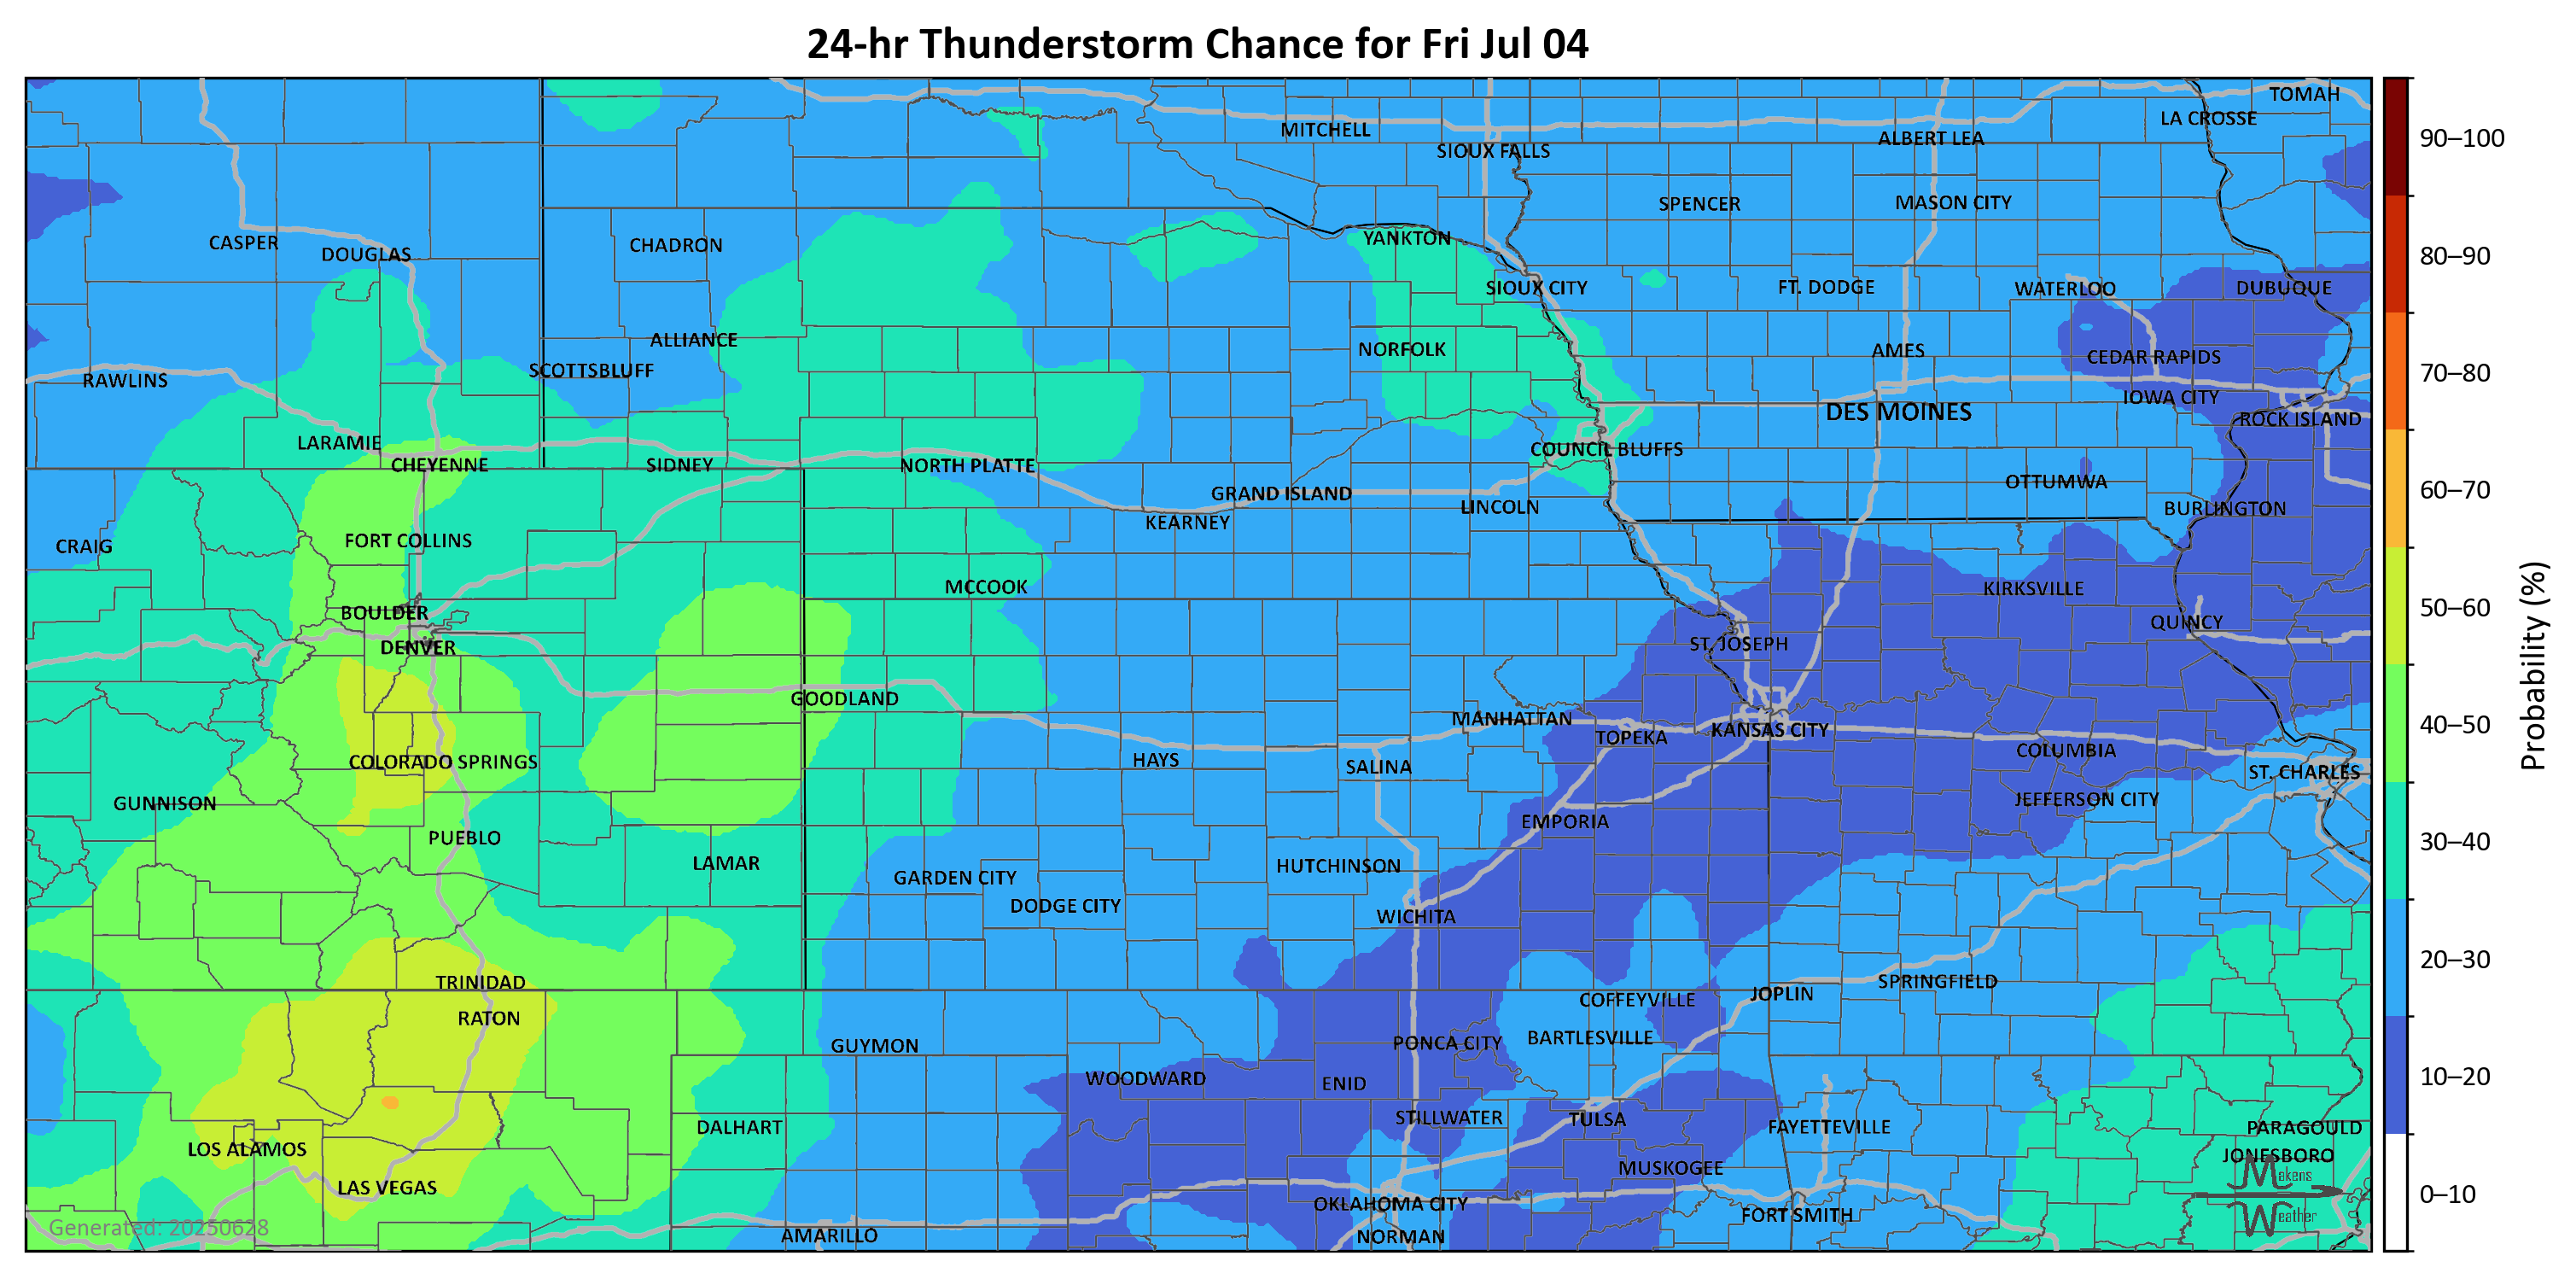 24-hr Thunderstorm Chance for Fri Jul 04
TOMAH
LA CROSSE
MITCHELL
ALBERT LEA
SIOUX FALLS
SPENCER
MASON CITY
CASPER
DOUGLAS
CHADRON
YANKTON
SIOUX CITY
FT. DODGE
WATERLOO
DUBUQUE
ALLIANCE
NORFOLK
AMES
CEDAR RAPIDS
RAWLINS
SCOTTSBLUFF
IOWA CITY
DES MOINES
ROCK ISLAND
LARAMIE
COUNCIL BLUFFS
CHEYENNE
SIDNEY
NORTH PLATTE
OTTUMWA
GRAND ISLAND
LINCOLN
BURLINGTON
KEARNEY
CRAIG
FORT COLLINS
MCCOOK
KIRKSVILLE
BOULDER
QUINCY
DENVER
ST. JOSEPH
GOODLAND
MANHATTAN
TOPEKA
KANSAS CITY
COLUMBIA
COLORADO SPRINGS
HAYS
SALINA
ST. CHARLES
GUNNISON
JEFFERSON CITY
EMPORIA
PUEBLO
LAMAR
HUTCHINSON
GARDEN CITY
DODGE CITY
WICHITA
TRINIDAD
SPRINGFIELD
JOPLIN
COFFEYVILLE
RATON
BARTLESVILLE
GUYMON
PONCA CITY
WOODWARD
ENID
STILLWATER
TULSA
DALHART
FAYETTEVILLE
PARAGOULD
LOS ALAMOS
JONESBORO
MUSKOGEE
LAS VEGAS
OKLAHOMA CITY
FORT SMITH
AMARILLO
NORMAN
Generated: 20250628
Makens
Weather
90–100
80–90
70–80
60–70
50–60
40–50
30–40
20–30
10–20
0–10
Probability (%)